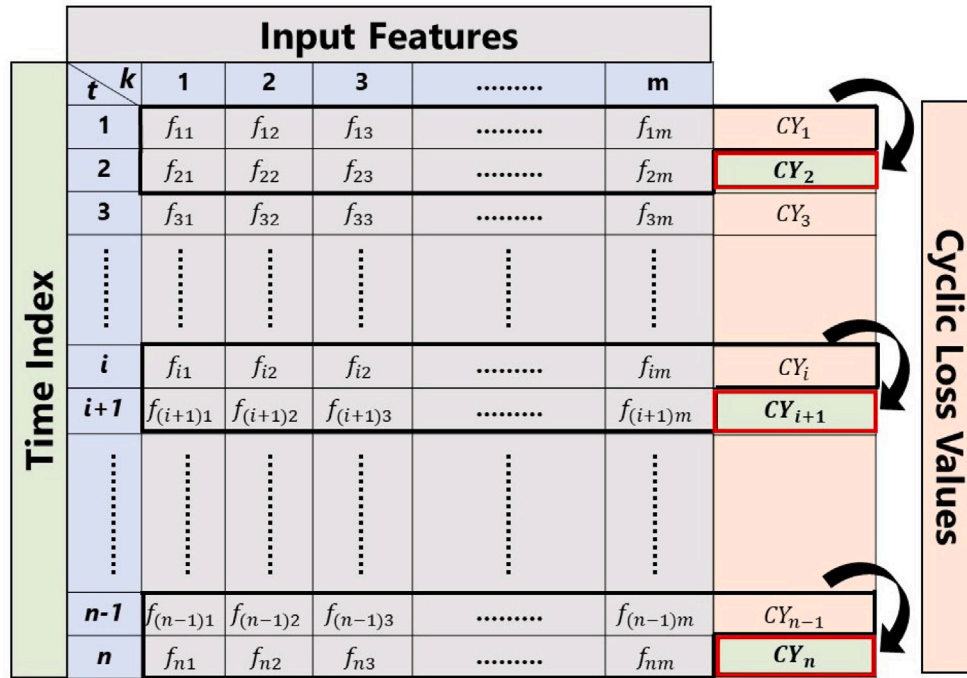 Input Features
Time Index
t k 1 2 3 ......... m
1 f₁₁ f₁₂ f₁₃ ......... f₁ₘ CY₁
2 f₂₁ f₂₂ f₂₃ ......... f₂ₘ CY₂
3 f₃₁ f₃₂ f₃₃ ......... f₃ₘ CY₃
i fᵢ₁ fᵢ₂ fᵢ₂ ......... fᵢₘ CYᵢ
i+1 f₍ᵢ₊₁₎₁ f₍ᵢ₊₁₎₂ f₍ᵢ₊₁₎₃ ......... f₍ᵢ₊₁₎ₘ CYᵢ₊₁
n-1 f₍ₙ₋₁₎₁ f₍ₙ₋₁₎₂ f₍ₙ₋₁₎₃ ......... f₍ₙ₋₁₎ₘ CYₙ₋₁
n fₙ₁ fₙ₂ fₙ₃ ......... fₙₘ CYₙ
Cyclic Loss Values